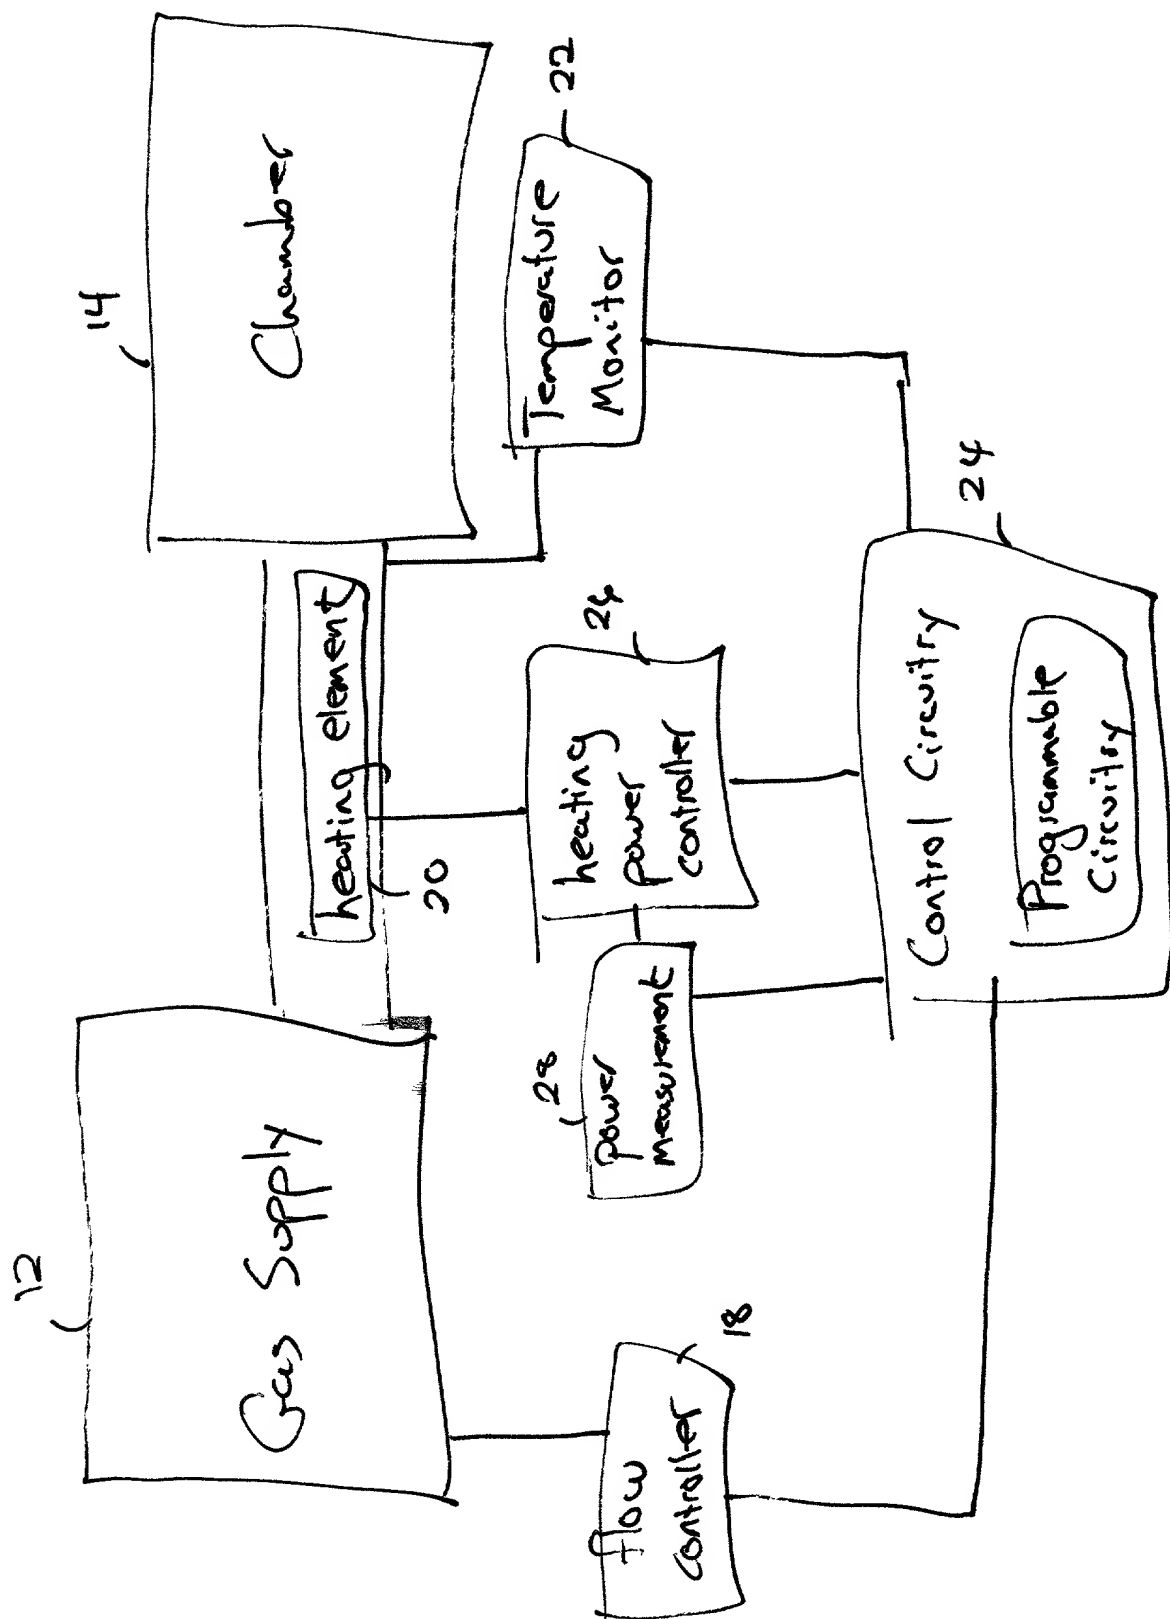 12
14
Gas Supply
Chamber
heating element
20
Temperature
Monitor
22
28
power
measurement
heating
power
controller
26
flow
controller
18
Control Circuitry
24
Programmable
Circuitry